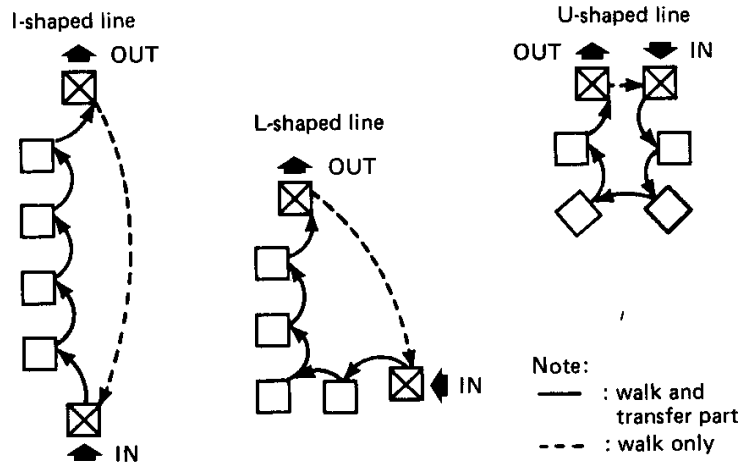 I-shaped line
OUT
IN
L-shaped line
OUT
IN
U-shaped line
OUT
IN
Note:
: walk and
transfer part
: walk only